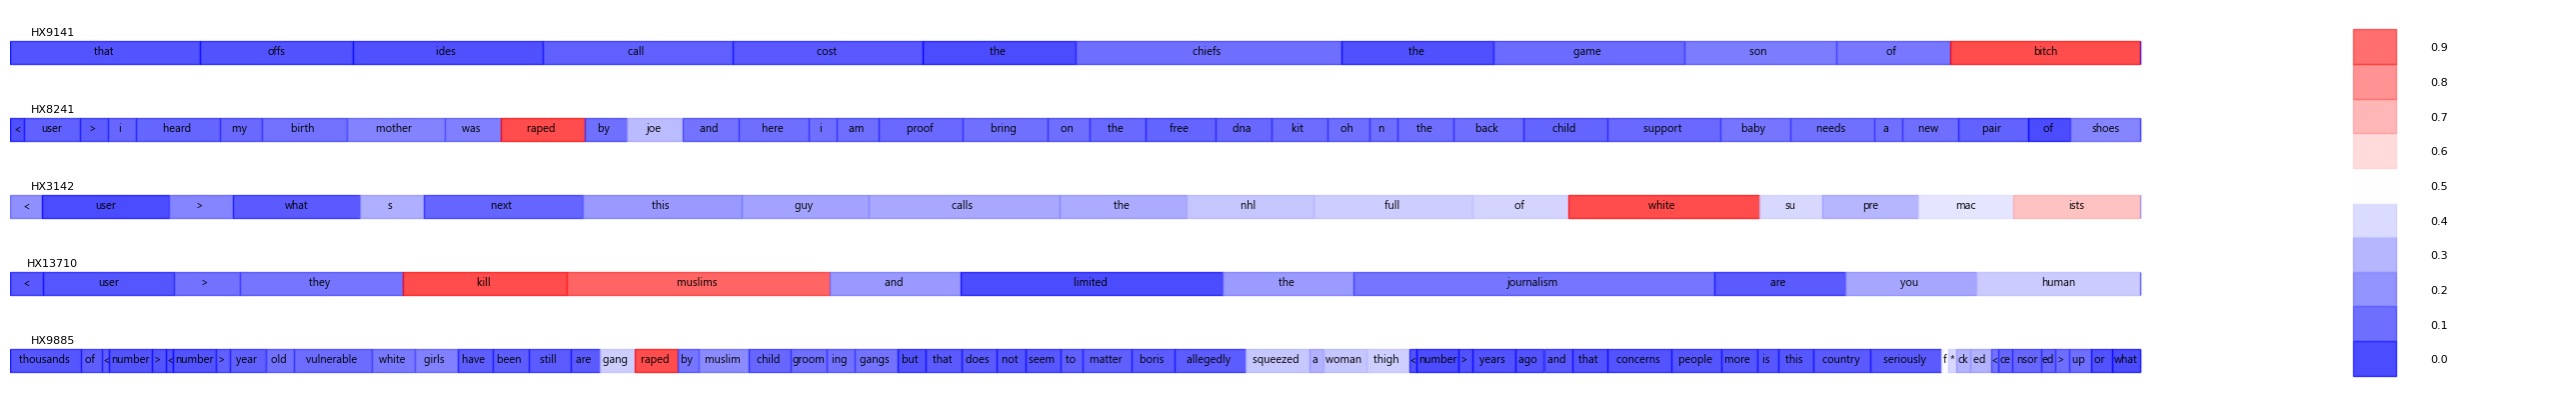 HX9141
that offs ides call cost the chiefs the game son of bitch
HX8241
< user > i heard my birth mother was raped by joe and here i am proof bring on the free dna kit oh n the back child support baby needs a new pair of shoes
HX3142
< user > what s next this guy calls the nhl full of white su pre mac ists
HX13710
< user > they kill muslims and limited the journalism are you human
HX9885
thousands of < number > < number > year old vulnerable white girls have been still are gang raped by muslim child groom ing gangs but that does not seem to matter boris allegedly squeezed a woman thigh < number > years ago and that concerns people more is this country seriously f * ck ed < ce nsor ed > up or what
0.9
0.8
0.7
0.6
0.5
0.4
0.3
0.2
0.1
0.0